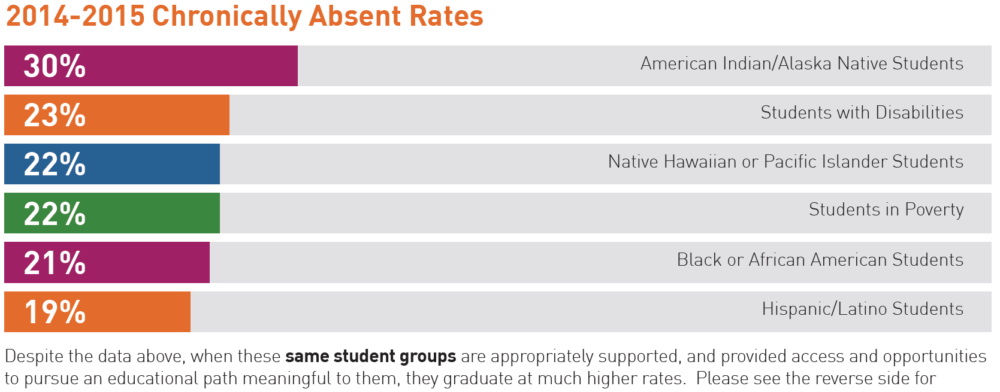 2014-2015 Chronically Absent Rates
30% American Indian/Alaska Native Students
23% Students with Disabilities
22% Native Hawaiian or Pacific Islander Students
22% Students in Poverty
21% Black or African American Students
19% Hispanic/Latino Students
Despite the data above, when these same student groups are appropriately supported, and provided access and opportunities
to pursue an educational path meaningful to them, they graduate at much higher rates.  Please see the reverse side for